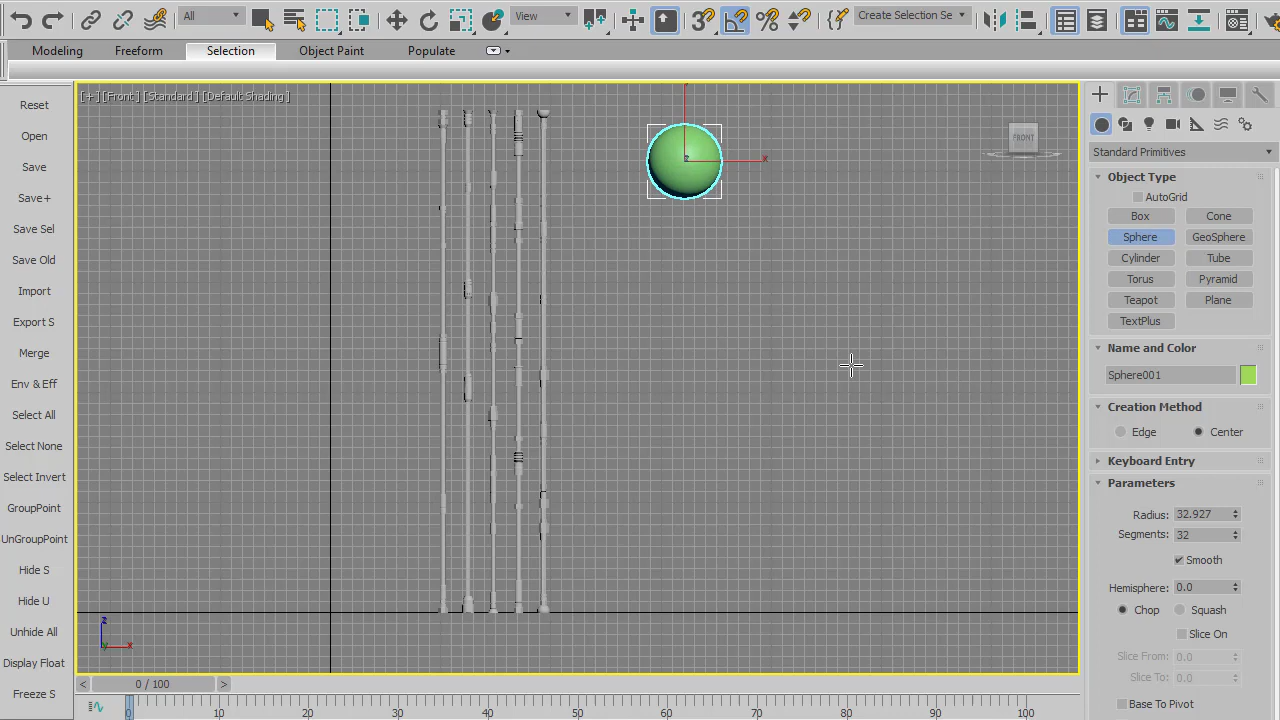 All View Create Selection Se
Modeling Freeform Selection Object Paint Populate
[+] [Front] [Standard] [Default Shading]
Reset
Open
Save
Save+
Save Sel
Save Old
Import
Export S
Merge
Env & Eff
Select All
Select None
Select Invert
GroupPoint
UnGroupPoint
Hide S
Hide U
Unhide All
Display Float
Freeze S
x
z
FRONT
z
y x
Standard Primitives
Object Type
AutoGrid
Box Cone
Sphere GeoSphere
Cylinder Tube
Torus Pyramid
Teapot Plane
TextPlus
Name and Color
Sphere001
Creation Method
Edge Center
Keyboard Entry
Parameters
Radius: 32.927
Segments: 32
Smooth
Hemisphere: 0.0
Chop Squash
Slice On
Slice From: 0.0
Slice To: 0.0
Base To Pivot
< 0 / 100 >
0 10 20 30 40 50 60 70 80 90 100